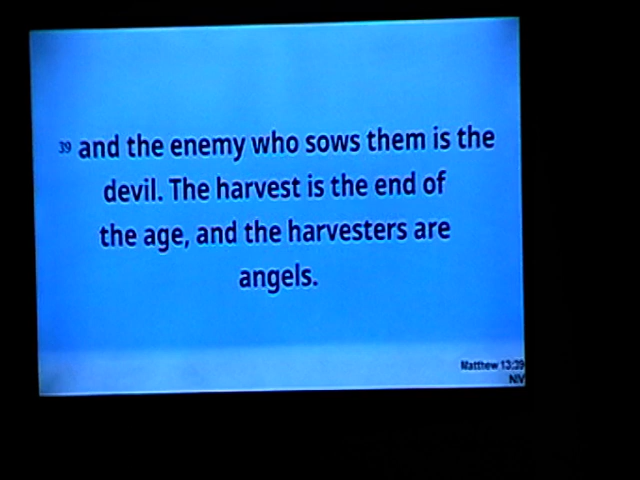 39 and the enemy who sows them is the
devil. The harvest is the end of
the age, and the harvesters are
angels.
Matthew 13:39
NIV